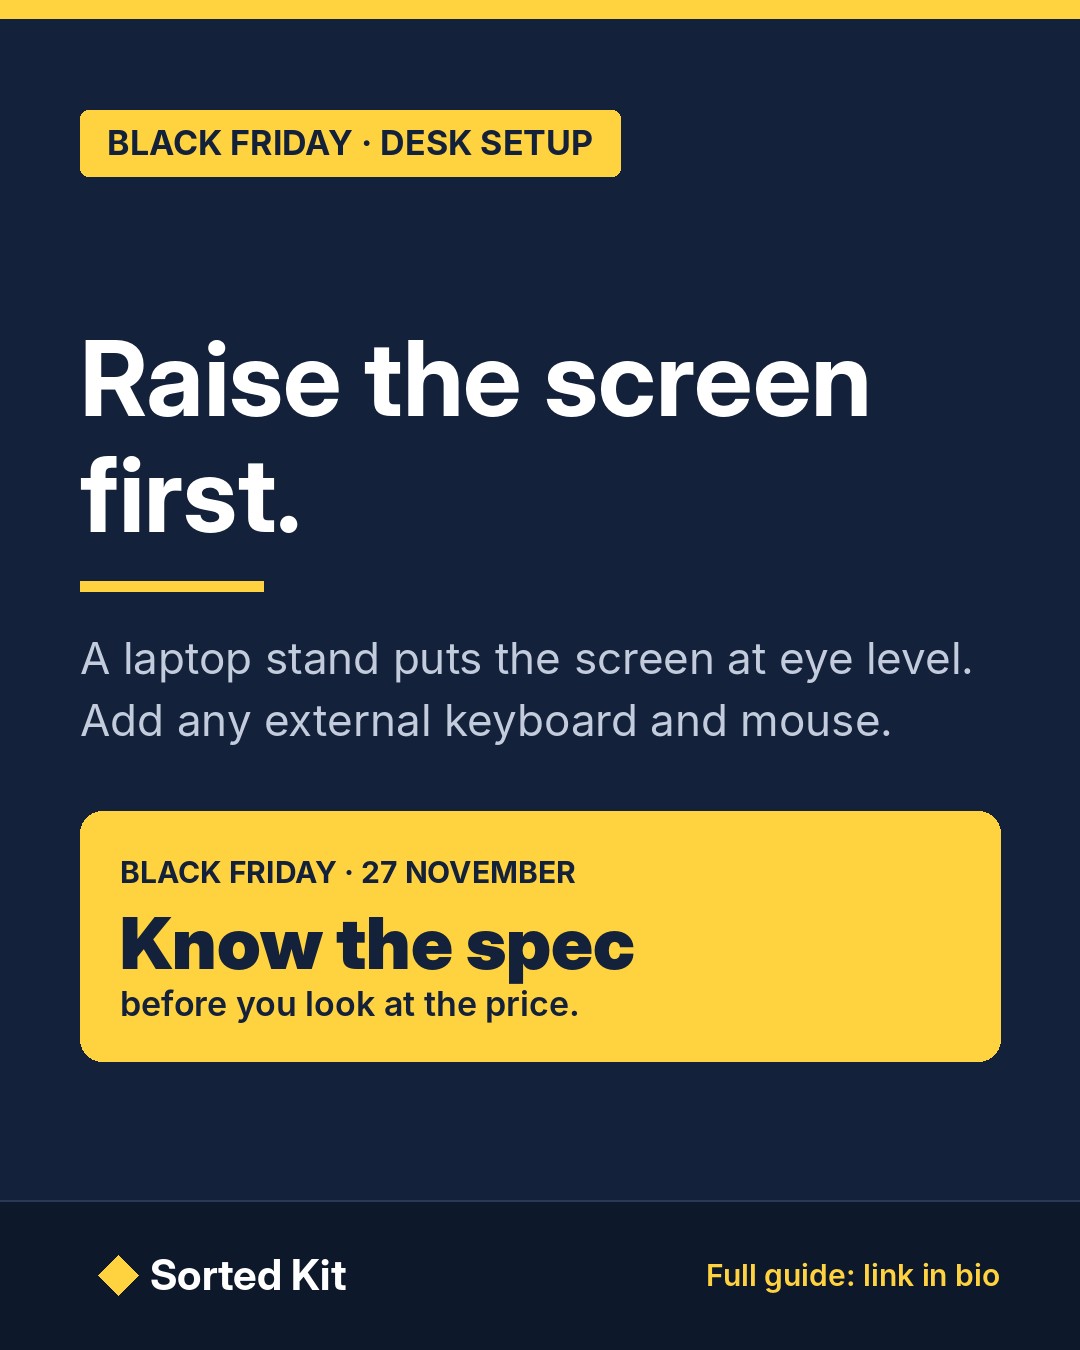 BLACK FRIDAY · DESK SETUP
Raise the screen
first.
A laptop stand puts the screen at eye level.
Add any external keyboard and mouse.
BLACK FRIDAY · 27 NOVEMBER
Know the spec
before you look at the price.
Sorted Kit
Full guide: link in bio